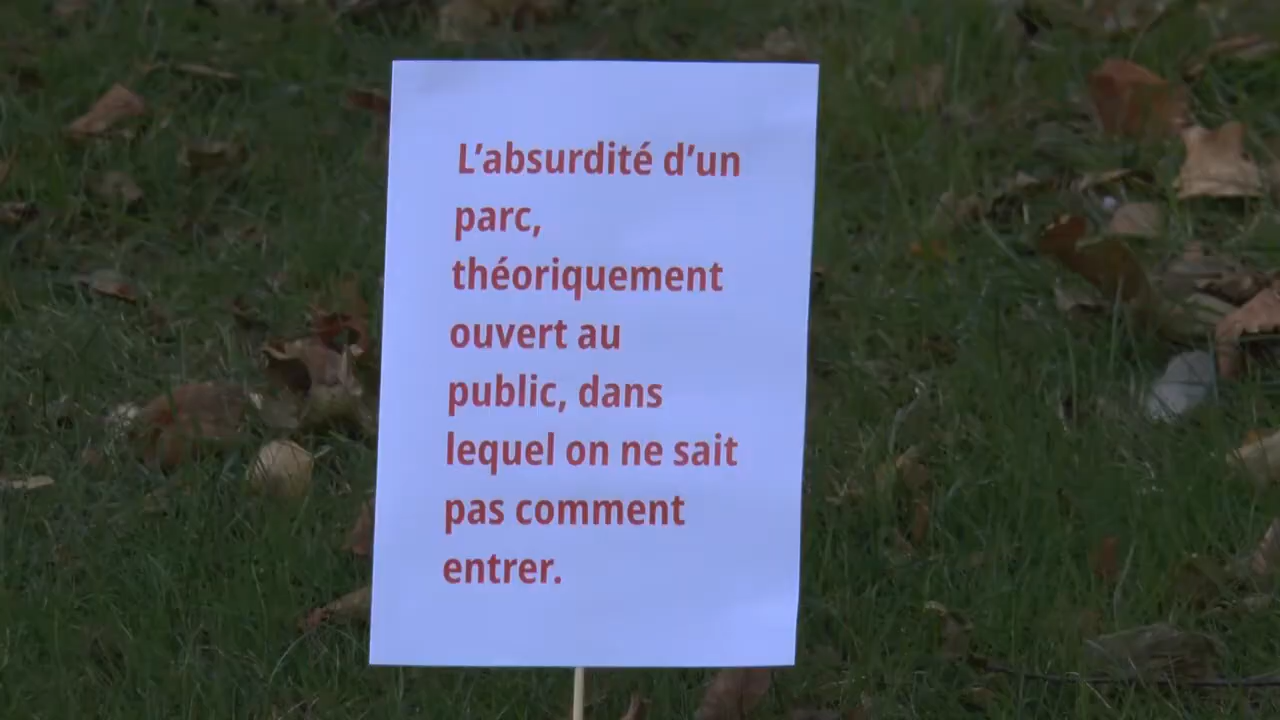 L’absurdité d’un
parc,
théoriquement
ouvert au
public, dans
lequel on ne sait
pas comment
entrer.